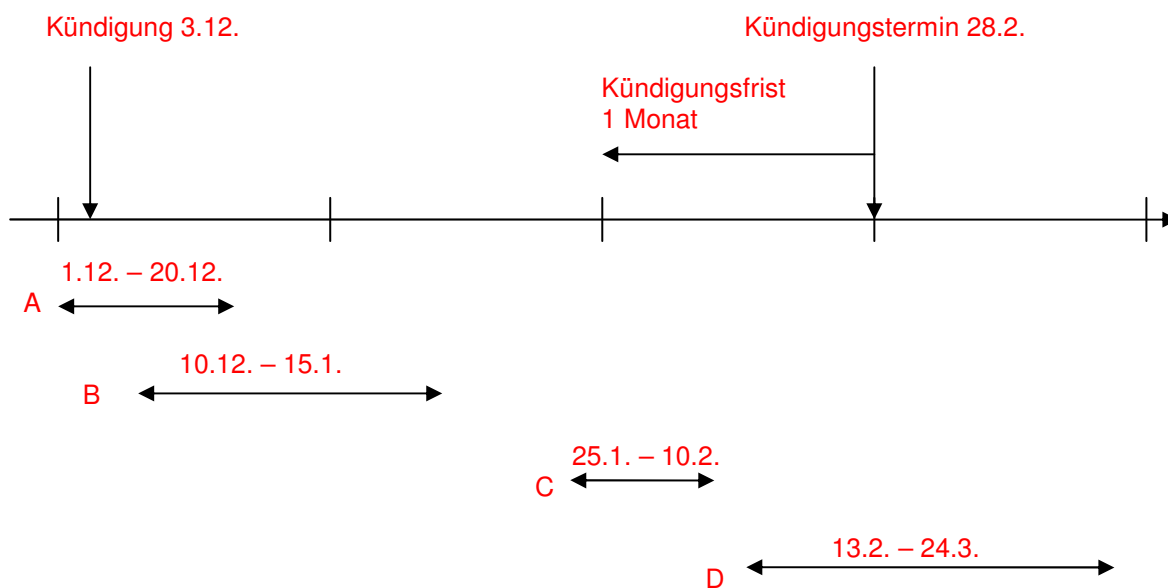 Kündigung 3.12.
Kündigungstermin 28.2.
Kündigungsfrist
1 Monat
1.12. – 20.12.
A
10.12. – 15.1.
B
25.1. – 10.2.
C
13.2. – 24.3.
D